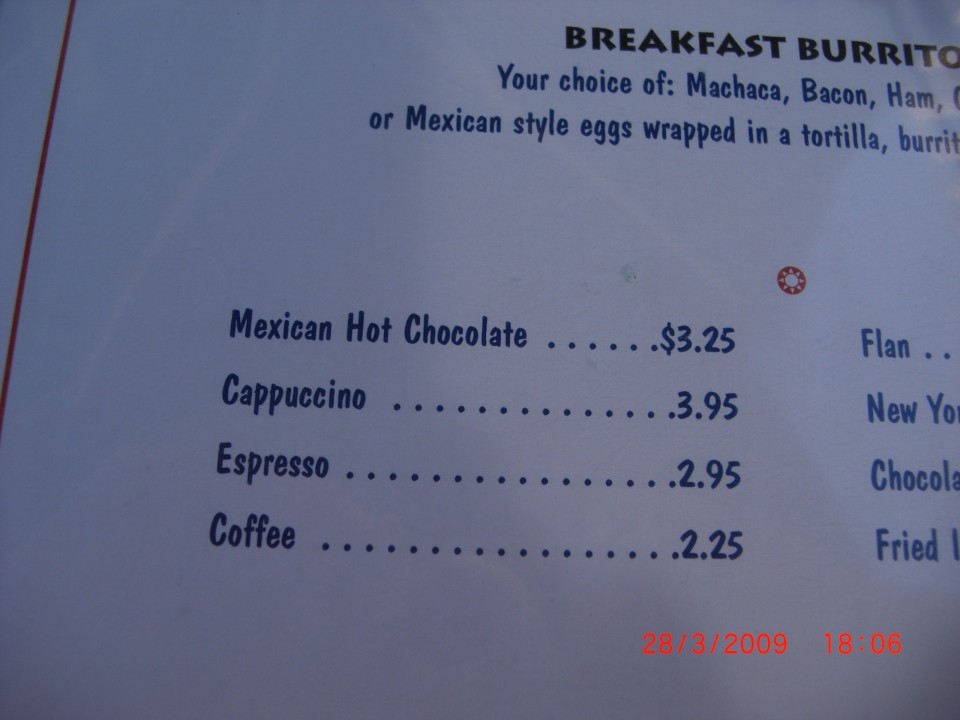 BREAKFAST BURRITO
Your choice of: Machaca, Bacon, Ham,
or Mexican style eggs wrapped in a tortilla,
Mexican Hot Chocolate . . . . . .$3.25
Cappuccino . . . . . . . . . . . . . .3.95
Espresso . . . . . . . . . . . . . . . .2.95
Coffee . . . . . . . . . . . . . . . . . .2.25
Flan . .
New
Fried
28/3/2009 18:06